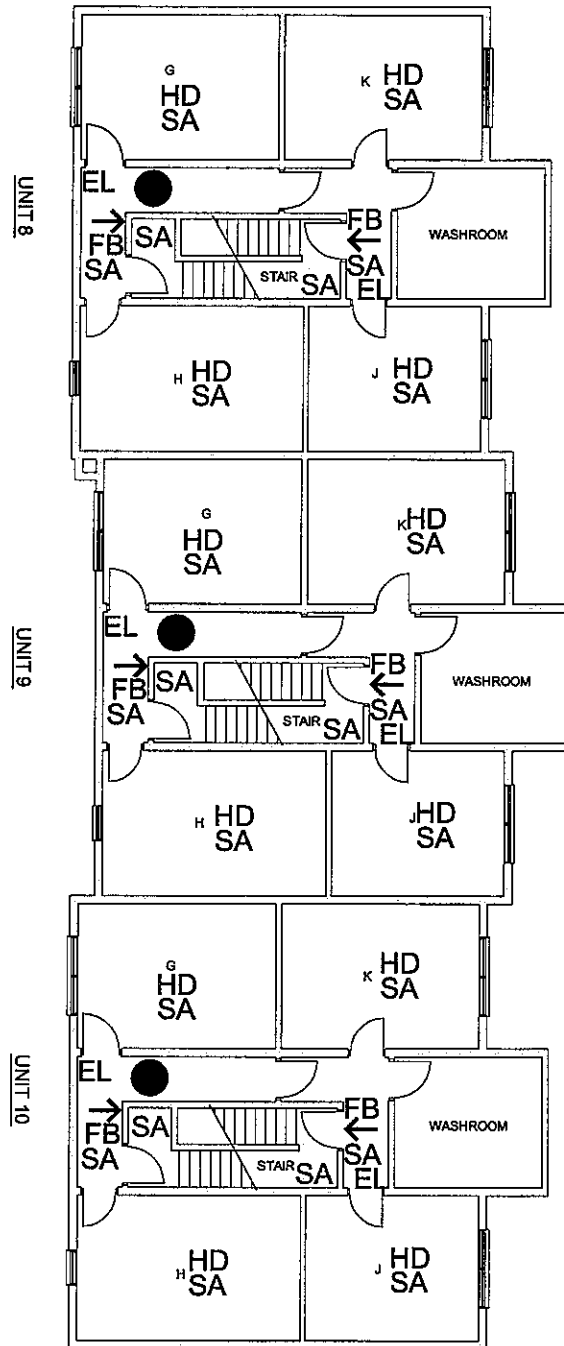 UNIT 8
G
HD
SA
K HD
SA
EL
FB
SA
SA
FB
SA
EL
STAIR SA
WASHROOM
H HD
SA
J HD
SA
UNIT 9
G
HD
SA
K HD
SA
EL
FB
SA
SA
FB
SA
EL
STAIR SA
WASHROOM
H HD
SA
J HD
SA
UNIT 10
G
HD
SA
K HD
SA
EL
FB
SA
SA
FB
SA
EL
STAIR SA
WASHROOM
H HD
SA
J HD
SA